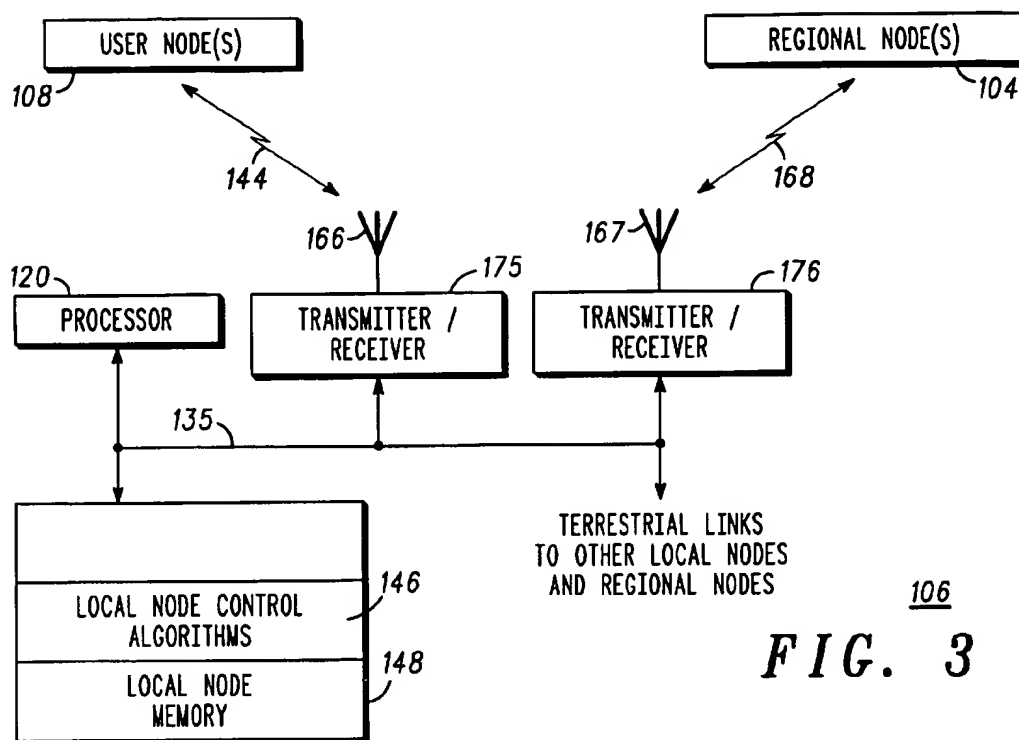 USER NODE(S)
REGIONAL NODE(S)
108
104
144
168
166
167
120
175
176
PROCESSOR
TRANSMITTER /
RECEIVER
TRANSMITTER /
RECEIVER
135
TERRESTRIAL LINKS
TO OTHER LOCAL NODES
AND REGIONAL NODES
LOCAL NODE CONTROL
ALGORITHMS
146
LOCAL NODE
MEMORY
148
106
FIG. 3